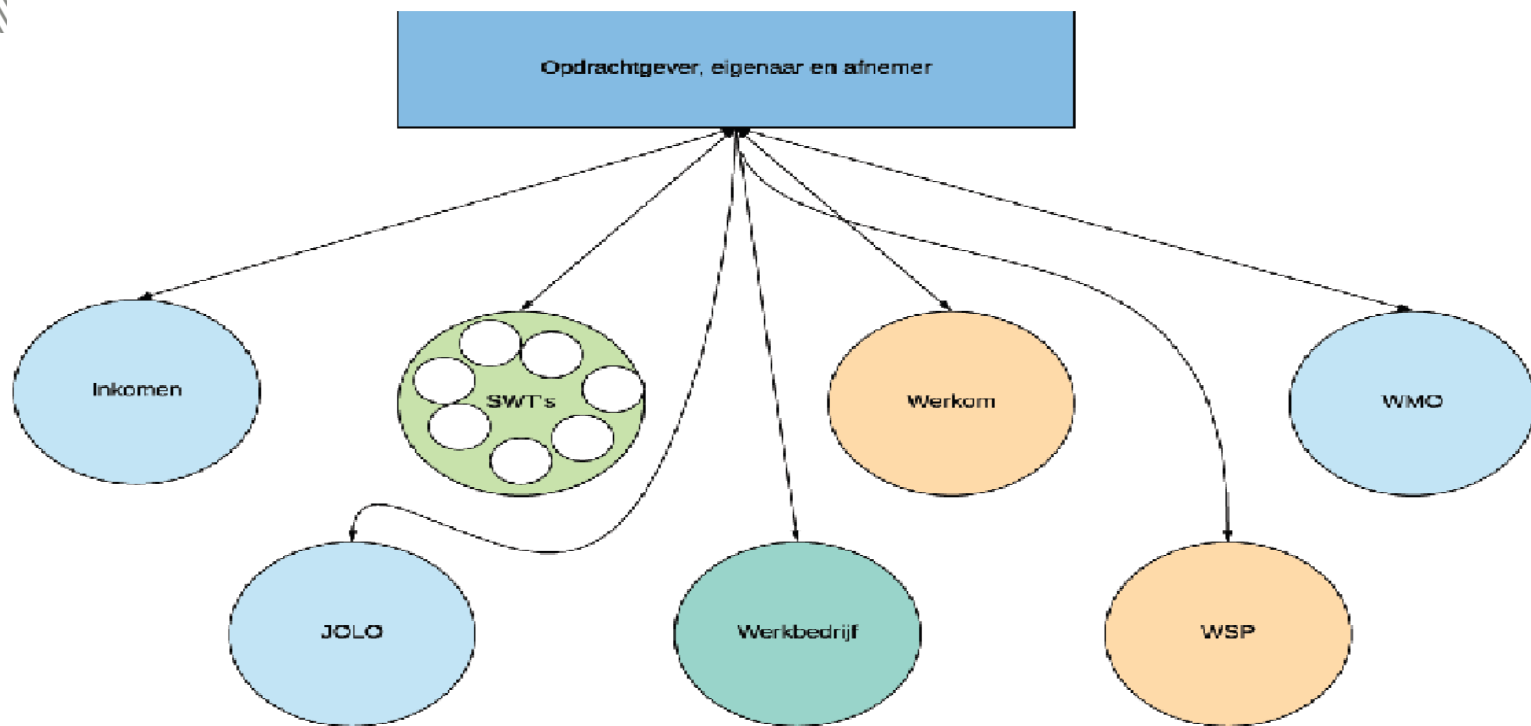 Opdrachtgever, eigenaar en afnemer
Inkomen
SWT's
Werkom
WMO
JOLO
Werkbedrijf
WSP